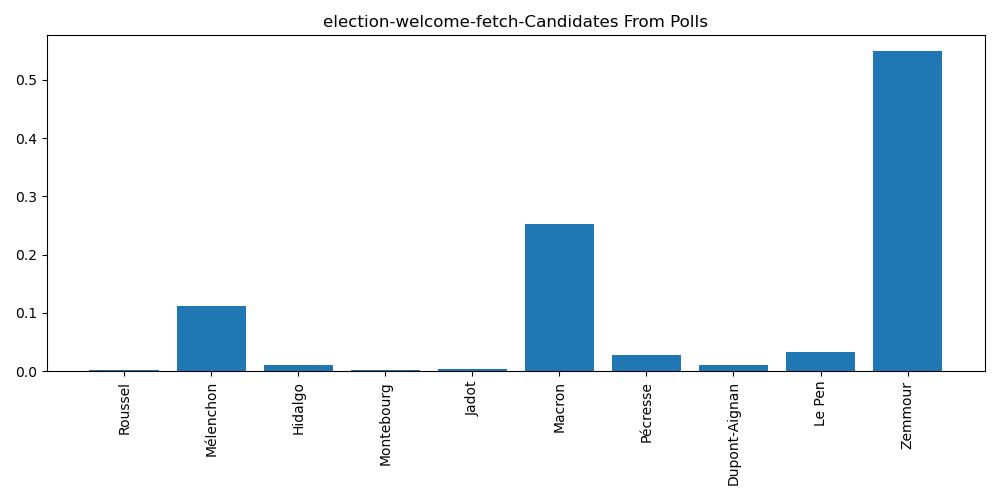 election-welcome-fetch-Candidates From Polls
0.5
0.4
0.3
0.2
0.1
0.0
Roussel
Mélenchon
Hidalgo
Montebourg
Jadot
Macron
Pécresse
Dupont-Aignan
Le Pen
Zemmour